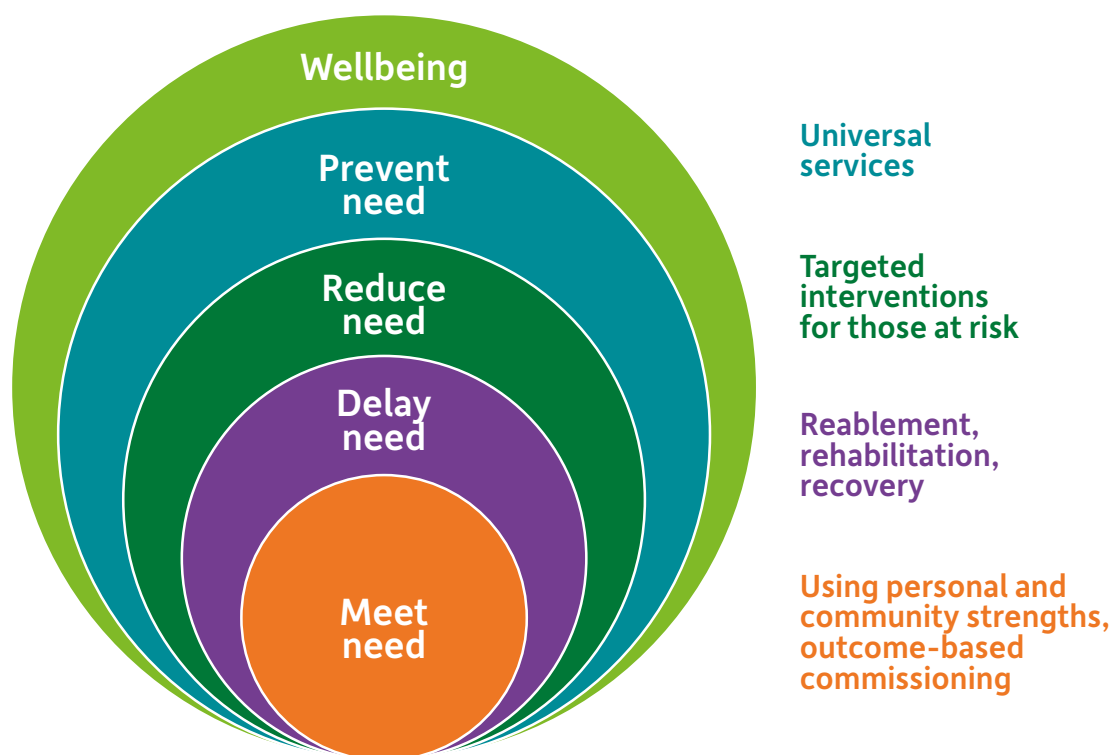 Wellbeing
Prevent
need
Reduce
need
Delay
need
Meet
need
Universal
services
Targeted
interventions
for those at risk
Reablement,
rehabilitation,
recovery
Using personal and
community strengths,
outcome-based
commissioning